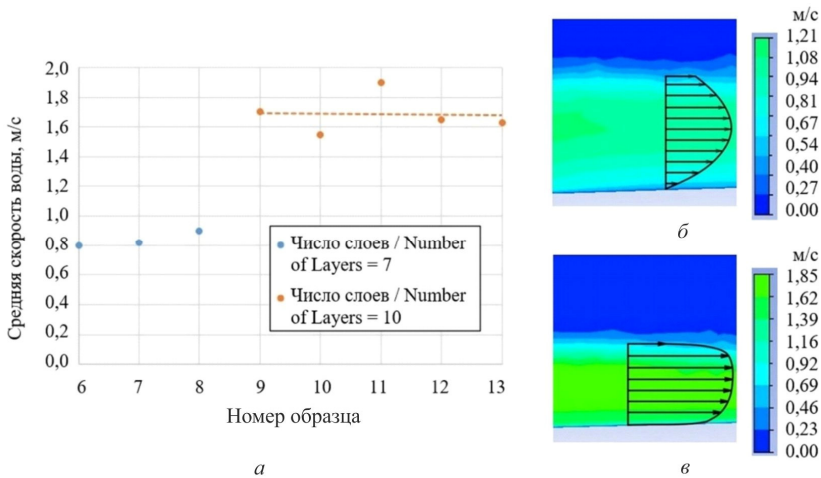 Средняя скорость воды, м/с
2,0
1,8
1,6
1,4
1,2
1,0
0,8
0,6
0,4
0,2
0,0
Число слоев / Number
of Layers = 7
Число слоев / Number
of Layers = 10
6 7 8 9 10 11 12 13
Номер образца
а
м/с
1,21
1,08
0,94
0,81
0,67
0,54
0,40
0,27
0.00
б
м/с
1,85
1,62
1,39
1,16
0,92
0,69
0,46
0,23
0.00
в